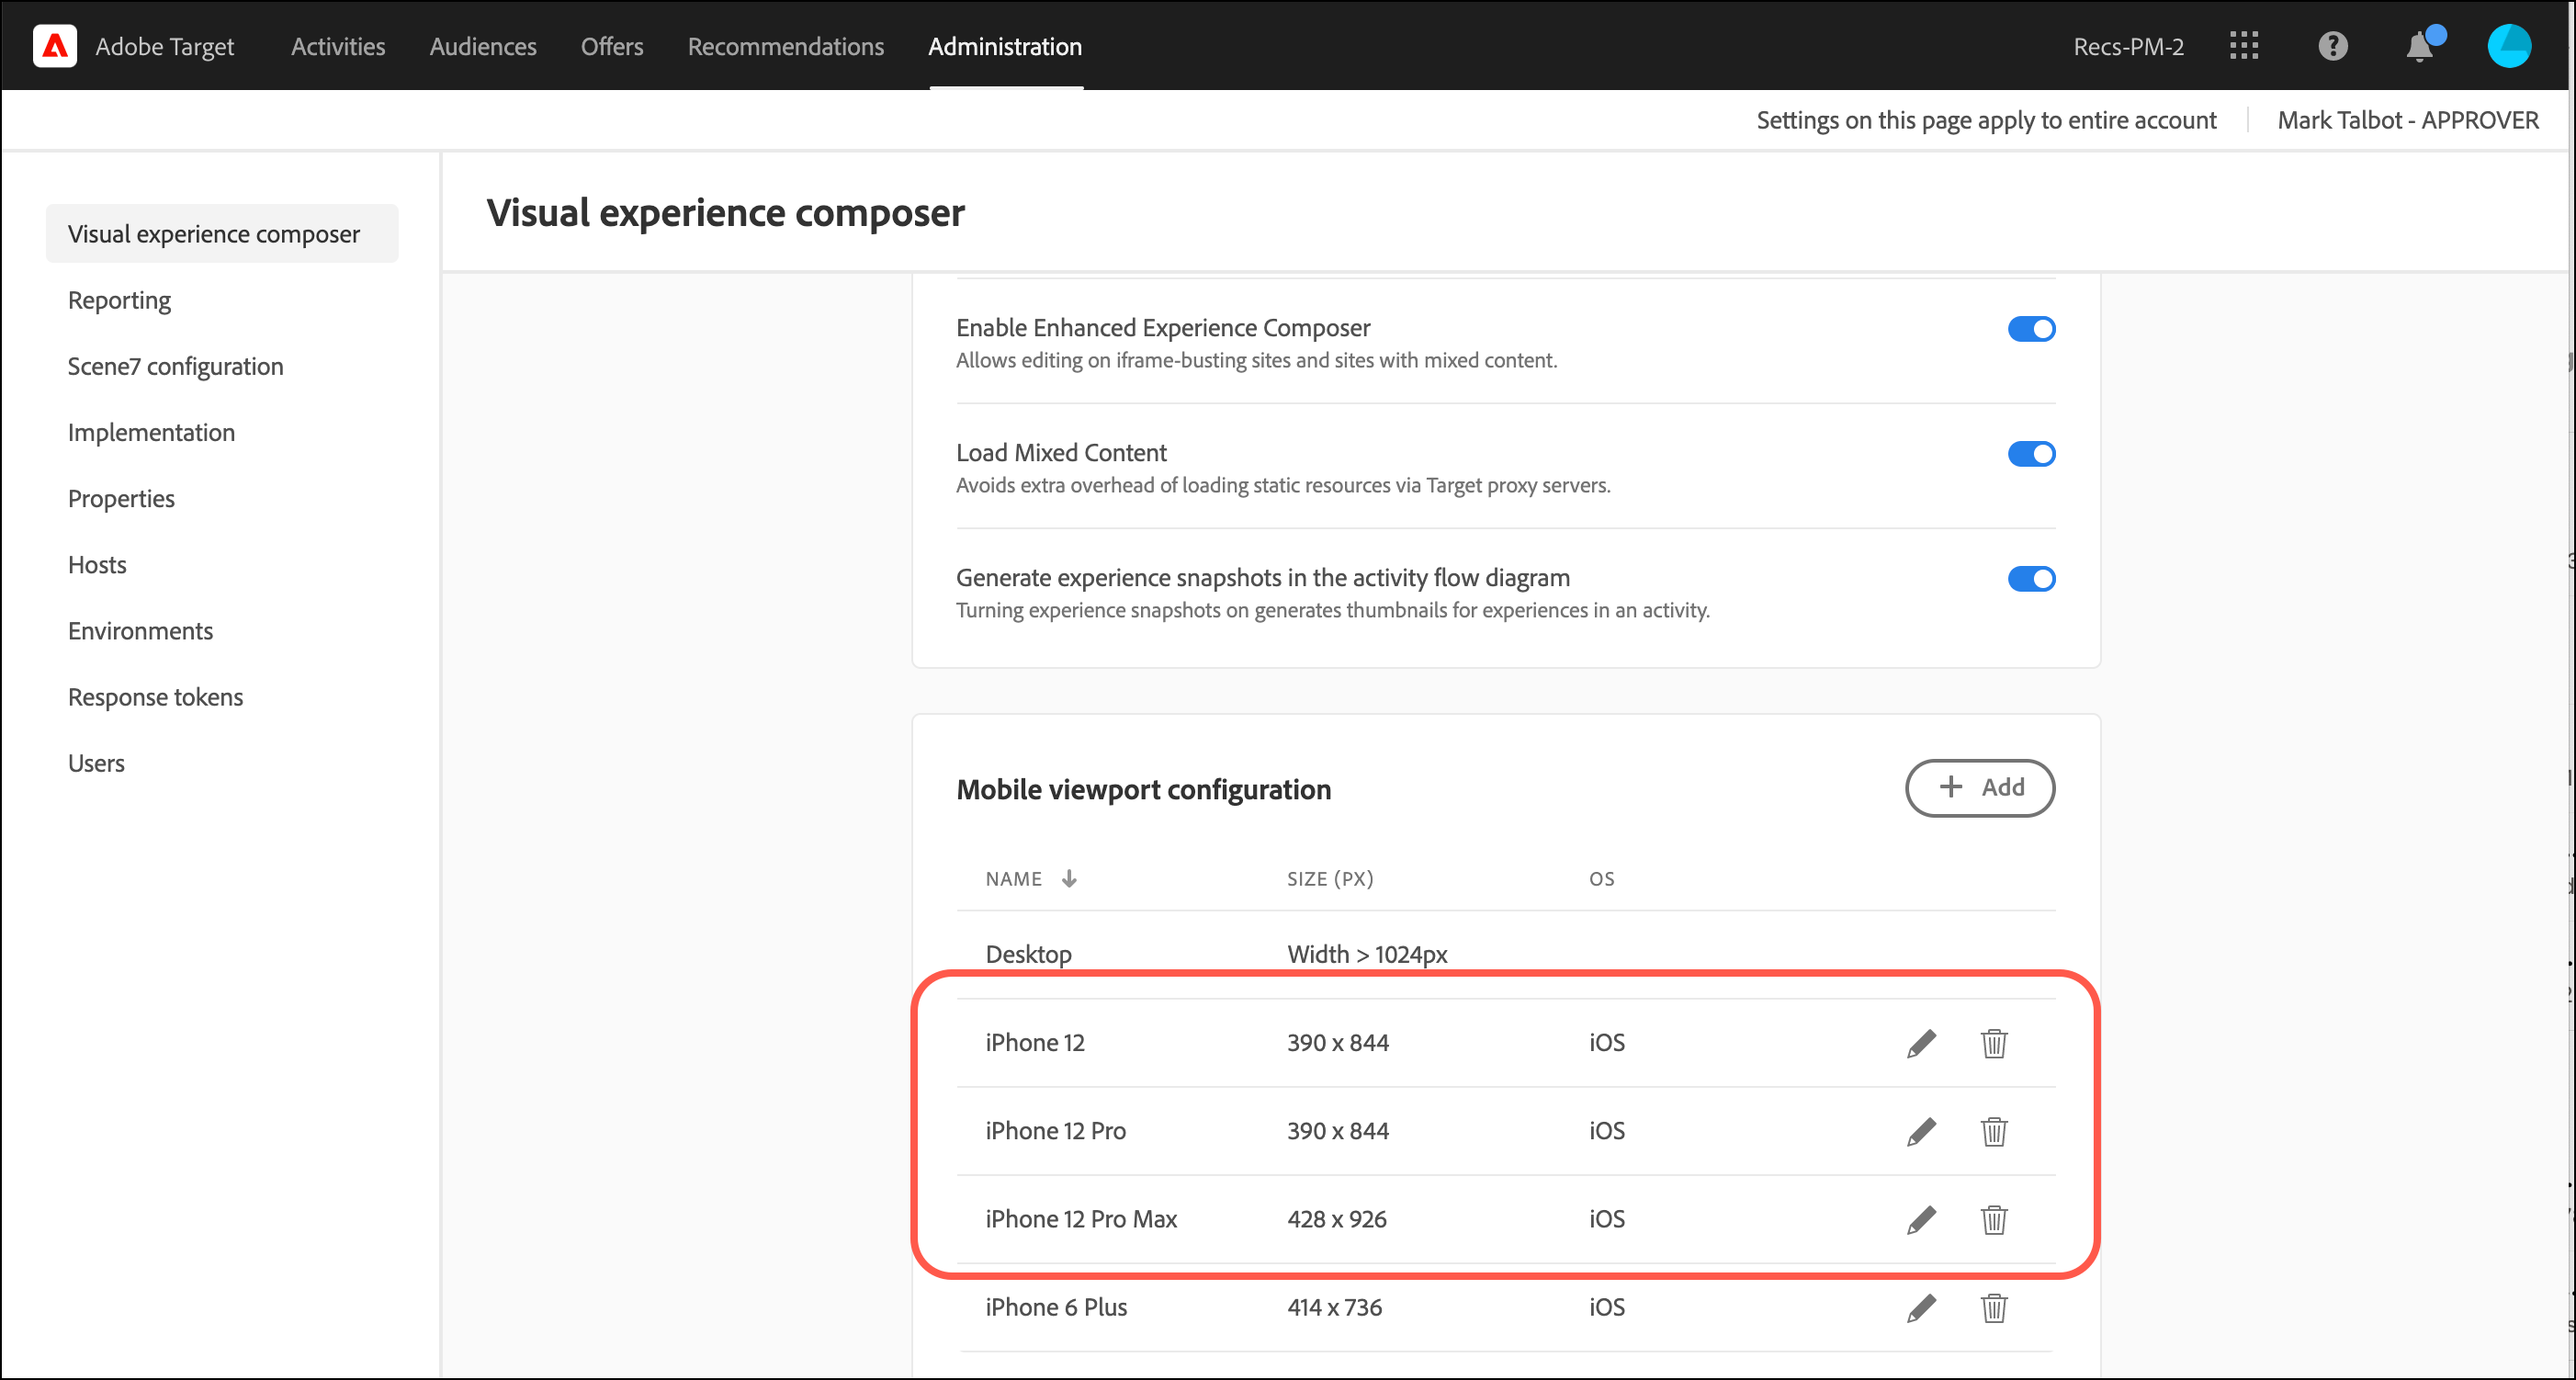 Adobe Target Activities Audiences Offers Recommendations Administration Recs-PM-2
Settings on this page apply to entire account Mark Talbot - APPROVER
Visual experience composer
Reporting
Scene7 configuration
Implementation
Properties
Hosts
Environments
Response tokens
Users
Visual experience composer
Enable Enhanced Experience Composer
Allows editing on iframe-busting sites and sites with mixed content.
Load Mixed Content
Avoids extra overhead of loading static resources via Target proxy servers.
Generate experience snapshots in the activity flow diagram
Turning experience snapshots on generates thumbnails for experiences in an activity.
Mobile viewport configuration + Add
NAME SIZE (PX) OS
Desktop Width > 1024px
iPhone 12 390 x 844 iOS
iPhone 12 Pro 390 x 844 iOS
iPhone 12 Pro Max 428 x 926 iOS
iPhone 6 Plus 414 x 736 iOS